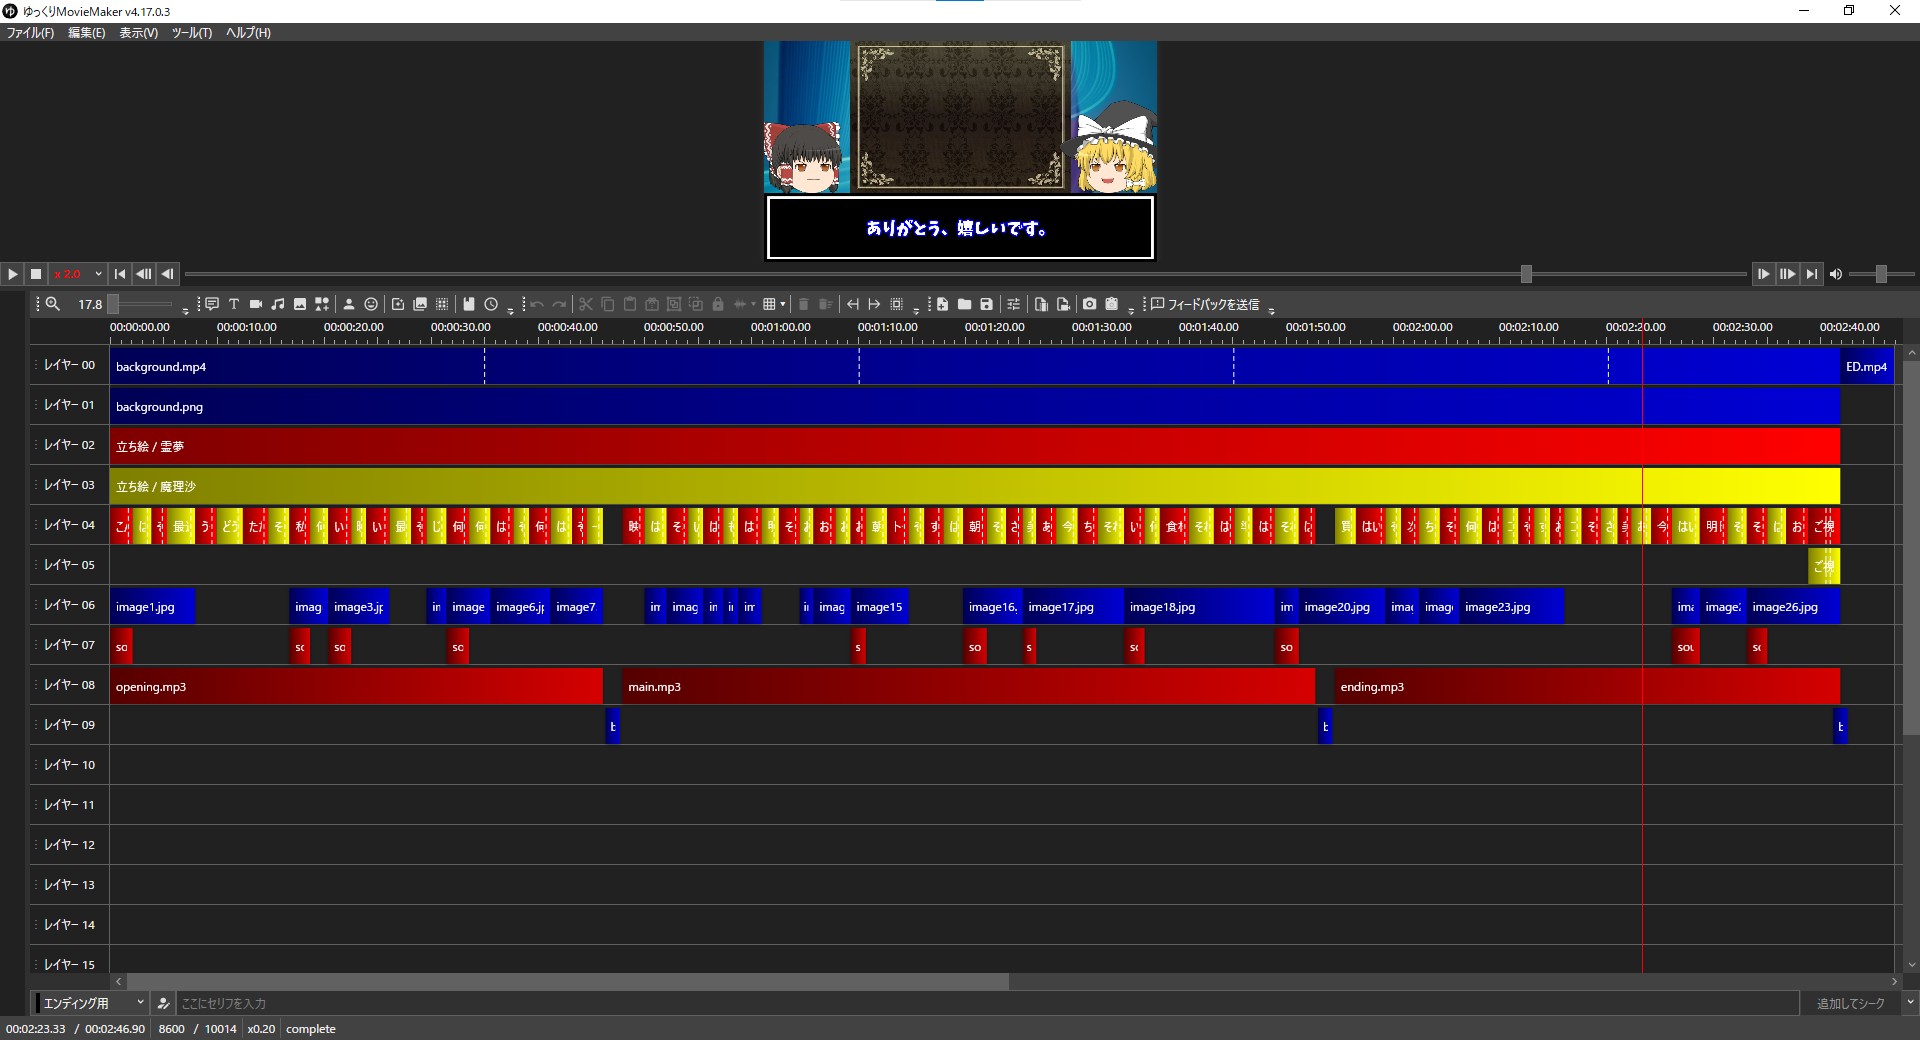 ゆっくりMovieMaker v4.17.0.3
ファイル(F) 編集(E) 表示(V) ツール(T) ヘルプ(H)
ありがとう、嬉しいです。
x 2.0
17.8 フィードバックを送信
00:00:00.00 00:00:10.00 00:00:20.00 00:00:30.00 00:00:40.00 00:00:50.00 00:01:00.00 00:01:10.00 00:01:20.00 00:01:30.00 00:01:40.00 00:01:50.00 00:02:00.00 00:02:10.00 00:02:20.00 00:02:30.00 00:02:40.00
レイヤー 00 background.mp4 ED.mp4
レイヤー 01 background.png
レイヤー 02 立ち絵 / 霊夢
レイヤー 03 立ち絵 / 魔理沙
レイヤー 04
レイヤー 05 ご視
レイヤー 06 image1.jpg imag image3.jp image image6.jp image7 imag imag image15 image16. image17.jpg image18.jpg image20.jpg image23.jpg image26.jpg
レイヤー 07 so so so so so sou
レイヤー 08 opening.mp3 main.mp3 ending.mp3
レイヤー 09
レイヤー 10
レイヤー 11
レイヤー 12
レイヤー 13
レイヤー 14
レイヤー 15
エンディング用 ここにセリフを入力 追加してシーク
00:02:23.33 / 00:02:46.90 8600 / 10014 x0.20 complete